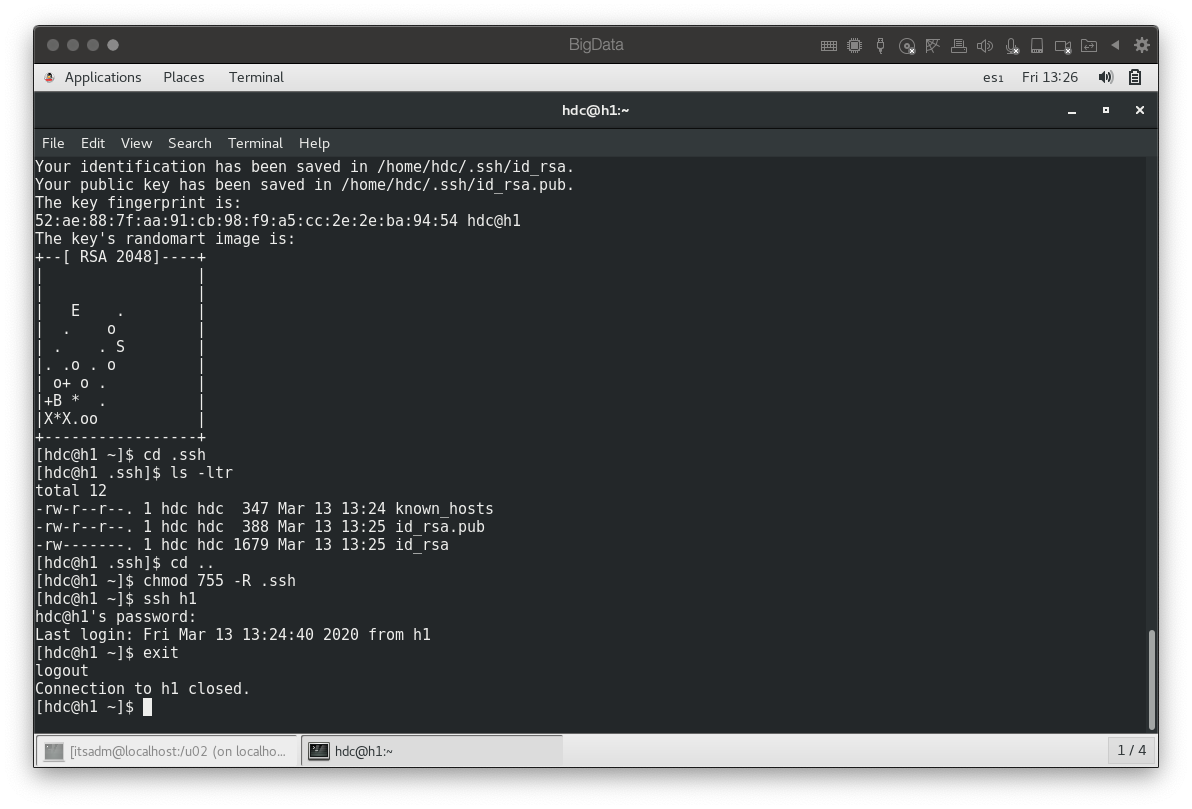 BigData
Applications Places Terminal es1 Fri 13:26
hdc@h1:~
File Edit View Search Terminal Help
Your identification has been saved in /home/hdc/.ssh/id_rsa.
Your public key has been saved in /home/hdc/.ssh/id_rsa.pub.
The key fingerprint is:
52:ae:88:7f:aa:91:cb:98:f9:a5:cc:2e:2e:ba:94:54 hdc@h1
The key's randomart image is:
+--[ RSA 2048]----+
|                 |
|                 |
|   E    .        |
|  .    o         |
| .    . S        |
|. .o . o         |
| o+ o .          |
|+B *  .          |
|X*X.oo           |
+-----------------+
[hdc@h1 ~]$ cd .ssh
[hdc@h1 .ssh]$ ls -ltr
total 12
-rw-r--r--. 1 hdc hdc  347 Mar 13 13:24 known_hosts
-rw-r--r--. 1 hdc hdc  388 Mar 13 13:25 id_rsa.pub
-rw-------. 1 hdc hdc 1679 Mar 13 13:25 id_rsa
[hdc@h1 .ssh]$ cd ..
[hdc@h1 ~]$ chmod 755 -R .ssh
[hdc@h1 ~]$ ssh h1
hdc@h1's password:
Last login: Fri Mar 13 13:24:40 2020 from h1
[hdc@h1 ~]$ exit
logout
Connection to h1 closed.
[hdc@h1 ~]$
[itsadm@localhost:/u02 (on localho... hdc@h1:~ 1 / 4